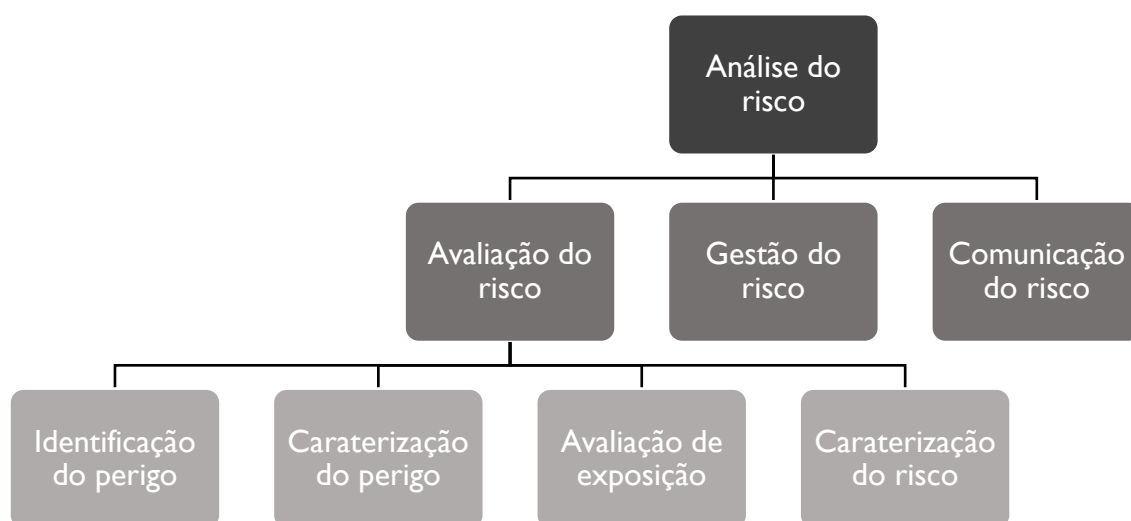 Análise do
risco
Avaliação do
risco
Gestão do
risco
Comunicação
do risco
Identificação
do perigo
Caraterização
do perigo
Avaliação de
exposição
Caraterização
do risco